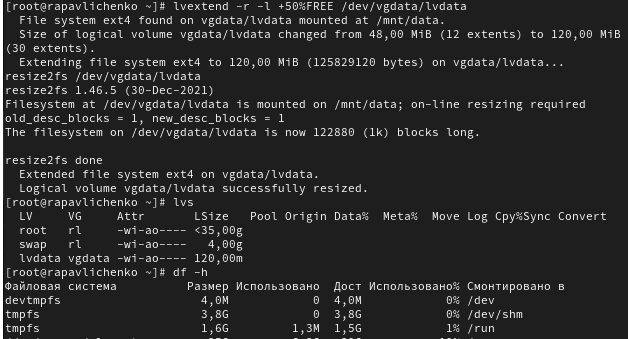 [root@rapavlichenko ~]# lvextend -r -l +50%FREE /dev/vgdata/lvdata
  File system ext4 found on vgdata/lvdata mounted at /mnt/data.
  Size of logical volume vgdata/lvdata changed from 48,00 MiB (12 extents) to 120,00 MiB
(30 extents).
  Extending file system ext4 to 120,00 MiB (125829120 bytes) on vgdata/lvdata...
resize2fs /dev/vgdata/lvdata
resize2fs 1.46.5 (30-Dec-2021)
Filesystem at /dev/vgdata/lvdata is mounted on /mnt/data; on-line resizing required
old_desc_blocks = 1, new_desc_blocks = 1
The filesystem on /dev/vgdata/lvdata is now 122880 (1k) blocks long.

resize2fs done
  Extended file system ext4 on vgdata/lvdata.
  Logical volume vgdata/lvdata successfully resized.
[root@rapavlichenko ~]# lvs
  LV     VG     Attr       LSize   Pool Origin Data%  Meta%  Move Log Cpy%Sync Convert
  root   rl     -wi-ao---- <35,00g
  swap   rl     -wi-ao----   4,00g
  lvdata vgdata -wi-ao---- 120,00m
[root@rapavlichenko ~]# df -h
Файловая система          Размер Использовано  Дост Использовано% Смонтировано в
devtmpfs                    4,0M            0  4,0M            0% /dev
tmpfs                       3,8G            0  3,8G            0% /dev/shm
tmpfs                       1,6G         1,3M  1,5G            1% /run